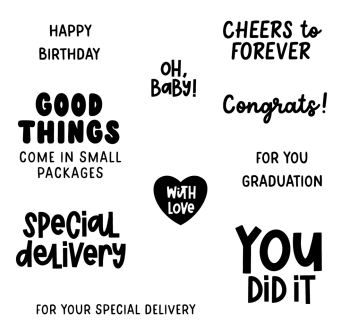 HAPPY
BIRTHDAY
OH,
BaBY!
CHEERS to
FOREVER
GOOD
THINGS
COME IN SMALL
PACKAGES
Congrats!
WiTH
LOVE
FOR YOU
GRADUATION
special
delivery
YOU
DiD iT
FOR YOUR SPECIAL DELIVERY